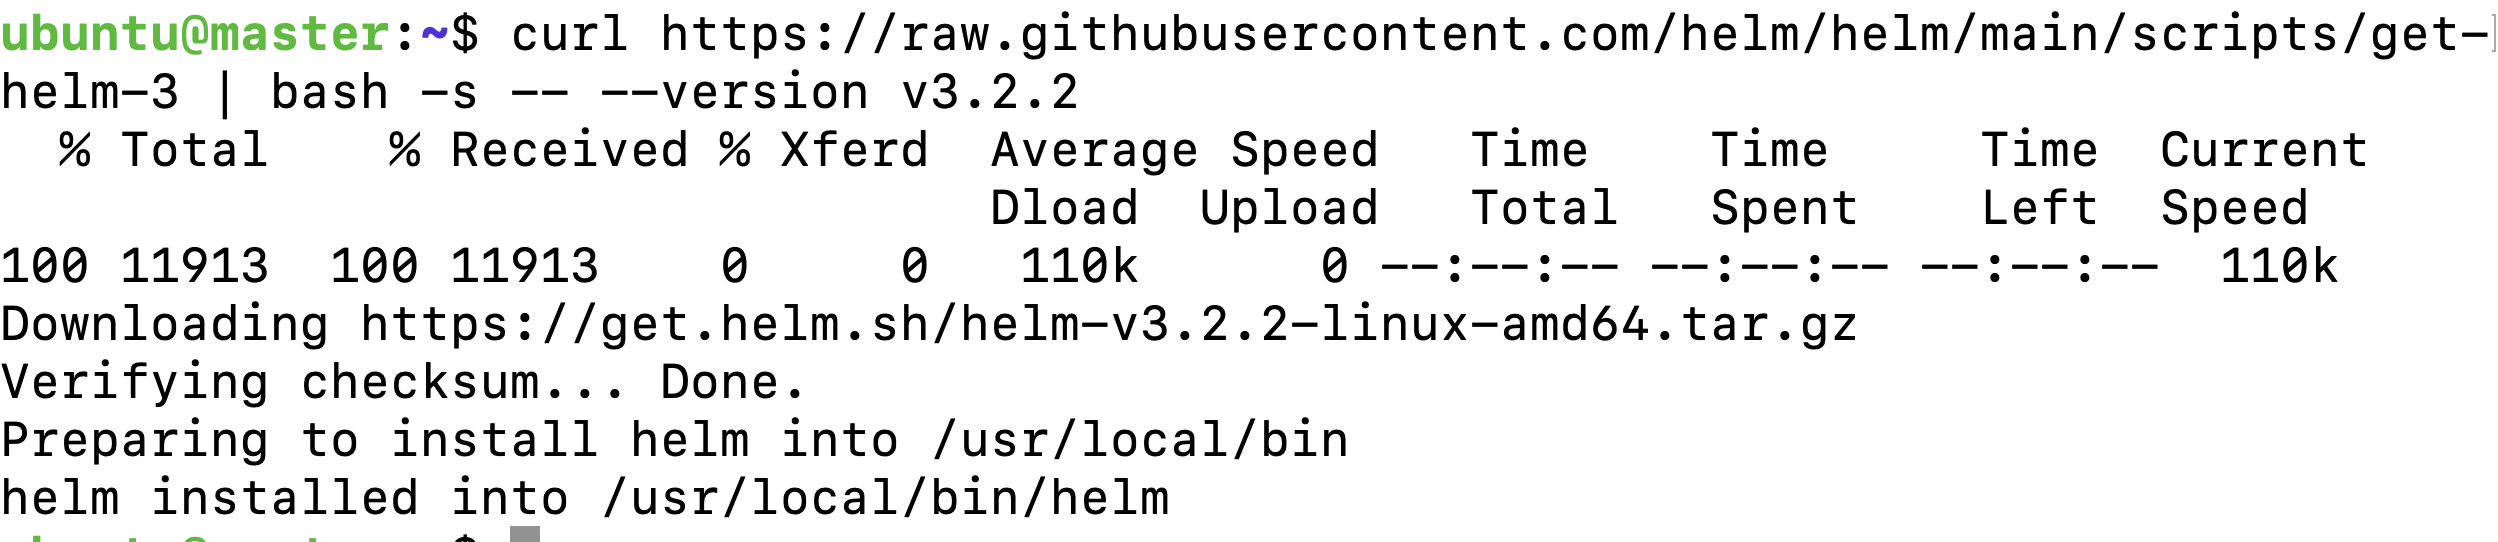 ubuntu@master:~$ curl https://raw.githubusercontent.com/helm/helm/main/scripts/get-
helm-3 | bash -s -- --version v3.2.2
  % Total    % Received % Xferd  Average Speed   Time    Time     Time  Current
                                 Dload  Upload   Total   Spent    Left  Speed
100 11913  100 11913    0     0   110k      0 --:--:-- --:--:-- --:--:--  110k
Downloading https://get.helm.sh/helm-v3.2.2-linux-amd64.tar.gz
Verifying checksum... Done.
Preparing to install helm into /usr/local/bin
helm installed into /usr/local/bin/helm